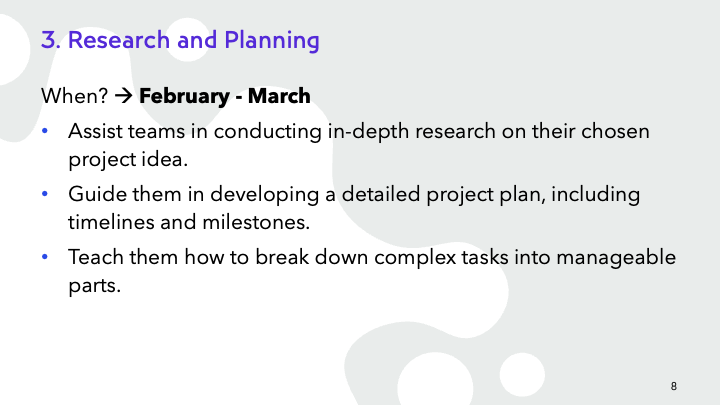 3. Research and Planning
When? → February - March
• Assist teams in conducting in-depth research on their chosen
project idea.
• Guide them in developing a detailed project plan, including
timelines and milestones.
• Teach them how to break down complex tasks into manageable
parts.
8